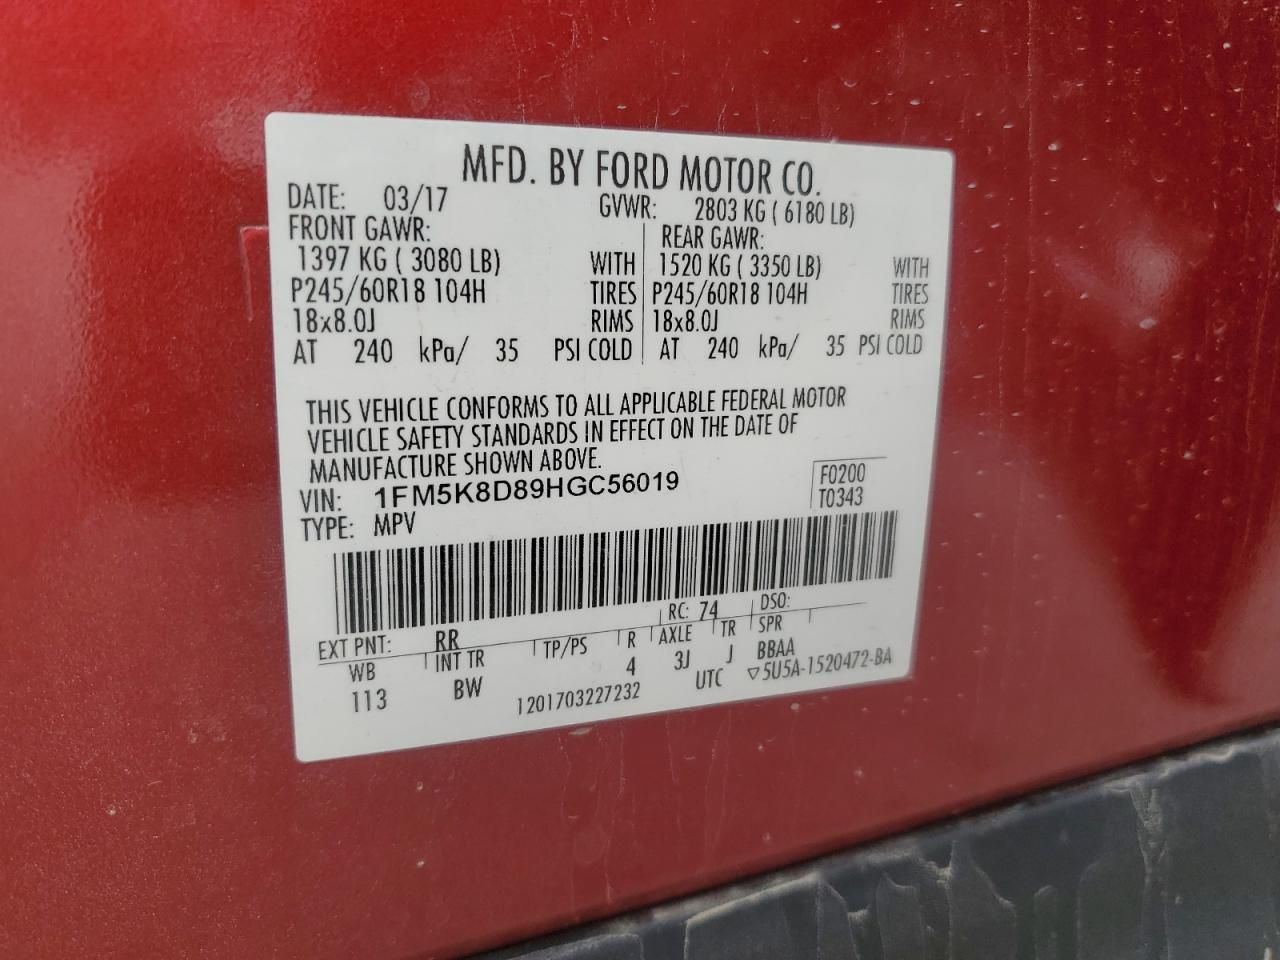 MFD. BY FORD MOTOR CO.
DATE: 03/17 GVWR: 2803 KG ( 6180 LB)
FRONT GAWR: REAR GAWR:
1397 KG ( 3080 LB) WITH 1520 KG ( 3350 LB) WITH
P245/60R18 104H TIRES P245/60R18 104H TIRES
18x8.0J RIMS 18x8.0J RIMS
AT 240 kPa/ 35 PSI COLD AT 240 kPa/ 35 PSI COLD
THIS VEHICLE CONFORMS TO ALL APPLICABLE FEDERAL MOTOR
VEHICLE SAFETY STANDARDS IN EFFECT ON THE DATE OF
MANUFACTURE SHOWN ABOVE.
VIN: 1FM5K8D89HGC56019 F0200
TYPE: MPV T0343
EXT PNT: RR RC: 74 DSO:
WB INT TR TP/PS R AXLE TR SPR
113 BW 4 3J J BBAA
1201703227232 UTC ▽5U5A-1520472-BA